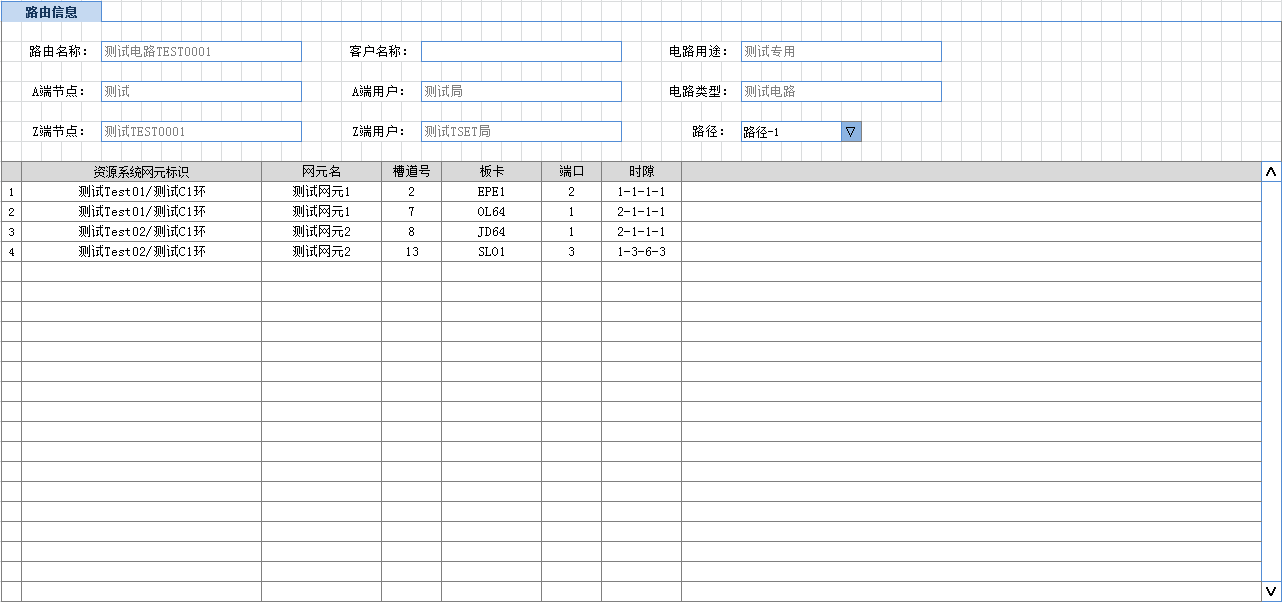 路由信息
路由名称： 测试电路TEST0001 客户名称： 电路用途： 测试专用
A端节点： 测试 A端用户： 测试局 电路类型： 测试电路
Z端节点： 测试TEST0001 Z端用户： 测试TSET局 路径： 路径-1
资源系统网元标识 网元名 槽道号 板卡 端口 时隙
1 测试Test01/测试C1环 测试网元1 2 EPE1 2 1-1-1-1
2 测试Test01/测试C1环 测试网元1 7 OL64 1 2-1-1-1
3 测试Test02/测试C1环 测试网元2 8 JD64 1 2-1-1-1
4 测试Test02/测试C1环 测试网元2 13 SLO1 3 1-3-6-3